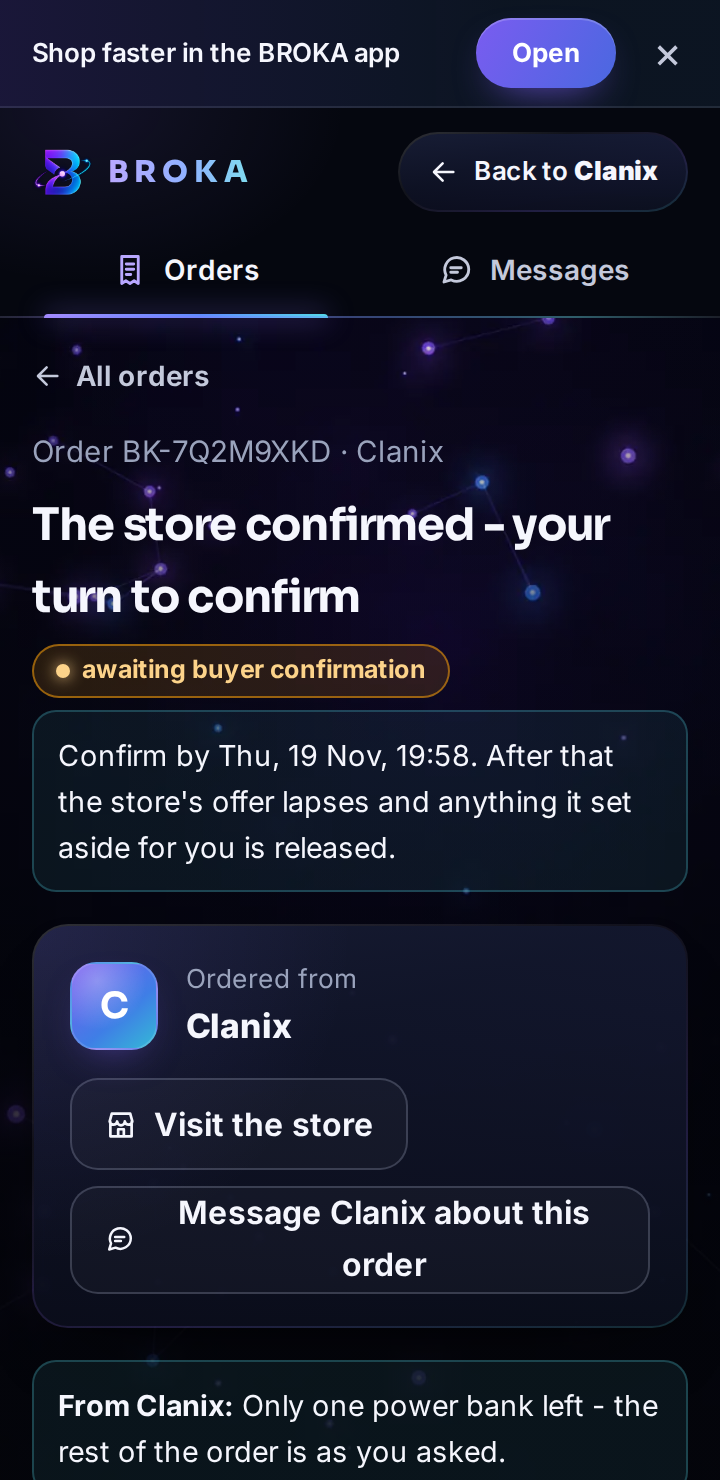 Shop faster in the BROKA app
Open
BROKA
Back to Clanix
Orders
Messages
All orders
Order BK-7Q2M9XKD · Clanix
The store confirmed - your
turn to confirm
awaiting buyer confirmation
Confirm by Thu, 19 Nov, 19:58. After that
the store's offer lapses and anything it set
aside for you is released.
C
Ordered from
Clanix
Visit the store
Message Clanix about this
order
From Clanix: Only one power bank left - the
rest of the order is as you asked.